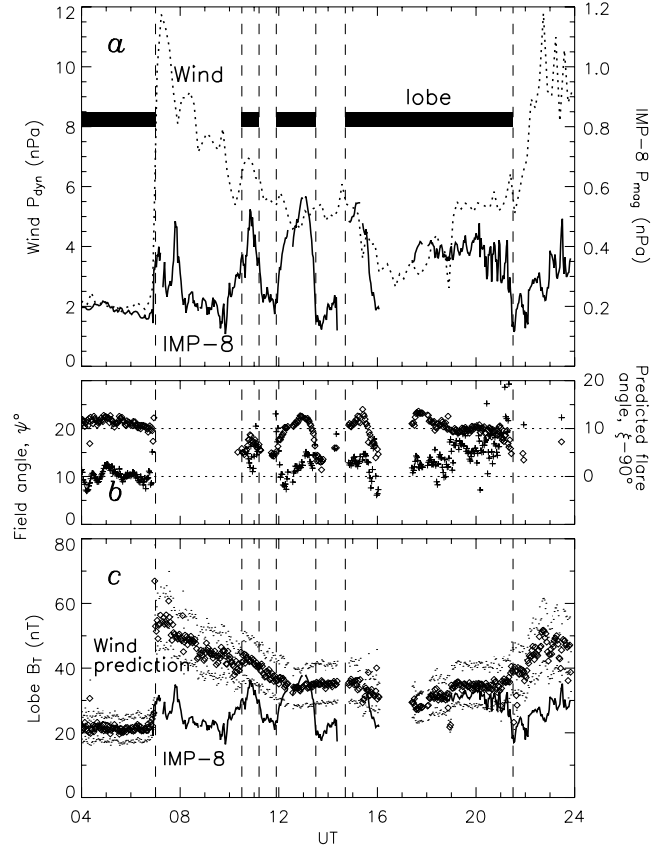 12
10
8
6
4
2
0
Wind P_dyn (nPa)
a
Wind
lobe
IMP-8
1.2
1.0
0.8
0.6
0.4
0.2
IMP-8 P_mag (nPa)
Field angle, ψ°
20
10
0
b
20
10
0
Predicted flare
angle, ξ-90°
80
60
40
20
0
Lobe B_T (nT)
c
Wind
prediction
IMP-8
04
08
12
16
20
24
UT